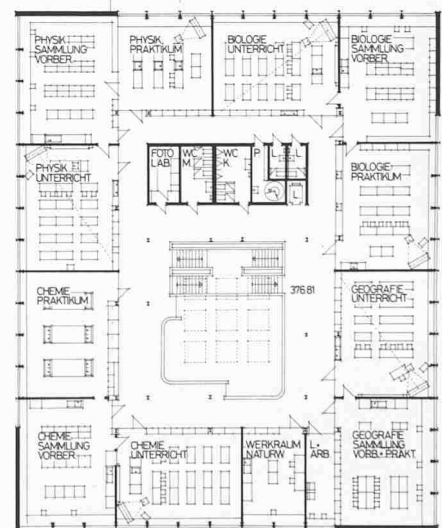 PHYSIK
SAMMLUNG
VORBER
PHYSIK
PRAKTIKUM
BIOLOGIE
UNTERRICHT
BIOLOGIE
SAMMLUNG
VORBER
FOTO
LAB.
WC
M.
WC
K.
P
L
L
L
PHYSIK
UNTERRICHT
BIOLOGIE-
PRAKTIKUM
CHEMIE
PRAKTIKUM
376.81
GEOGRAFIE
UNTERRICHT
CHEMIE
SAMMLUNG
VORBER
CHEMIE
UNTERRICHT
WERKRAUM
NATURW
L+
ARB.
GEOGRAFIE
SAMMLUNG
VORB.+PRAKT.